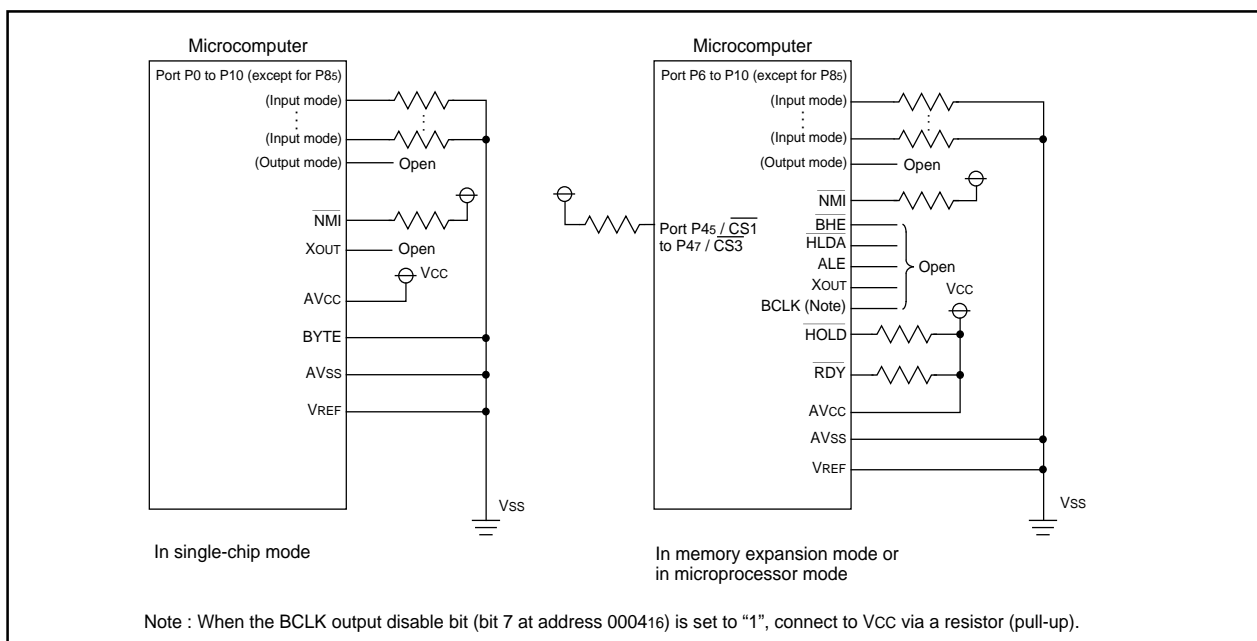 Microcomputer
Port P0 to P10 (except for P85)
(Input mode)
(Input mode)
(Output mode)
Open
NMI
XOUT
Open
VCC
AVCC
BYTE
AVSS
VREF
VSS
In single-chip mode
Microcomputer
Port P6 to P10 (except for P85)
(Input mode)
(Input mode)
(Output mode)
Open
NMI
Port P45 / CS1
to P47 / CS3
BHE
HLDA
ALE
XOUT
BCLK (Note)
Open
VCC
HOLD
RDY
AVCC
AVSS
VREF
VSS
In memory expansion mode or
in microprocessor mode
Note : When the BCLK output disable bit (bit 7 at address 000416) is set to “1”, connect to VCC via a resistor (pull-up).